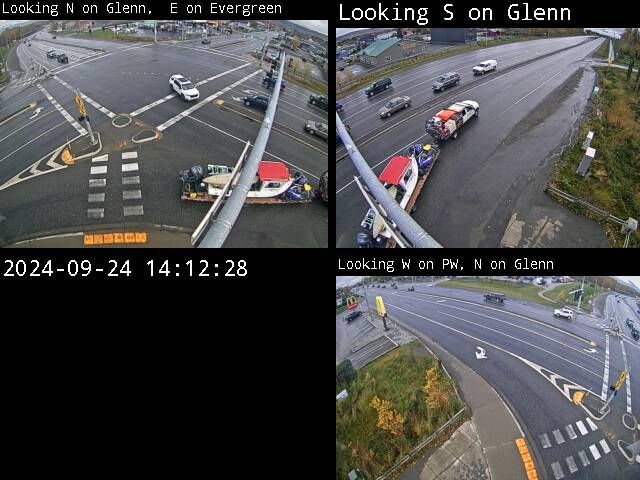 Looking N on Glenn,  E on Evergreen
Looking S on Glenn
2024-09-24 14:12:28
Looking W on PW, N on Glenn